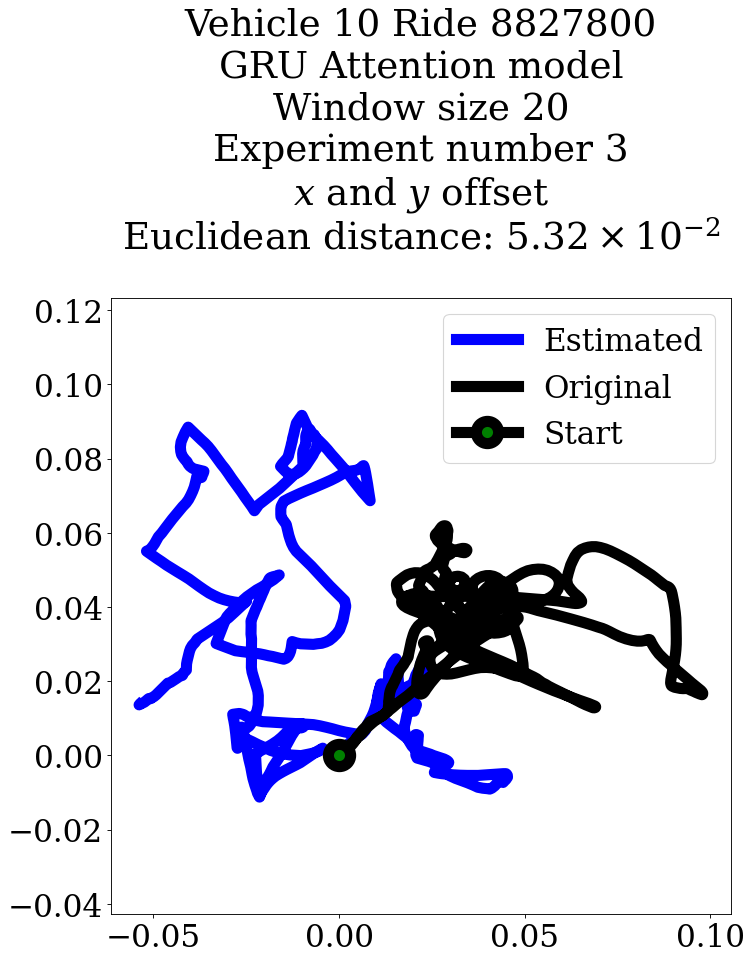 Vehicle 10 Ride 8827800
GRU Attention model
Window size 20
Experiment number 3
x and y offset
Euclidean distance: 5.32 × 10⁻²
Estimated
Original
Start
0.12
0.10
0.08
0.06
0.04
0.02
0.00
−0.02
−0.04
−0.05 0.00 0.05 0.10